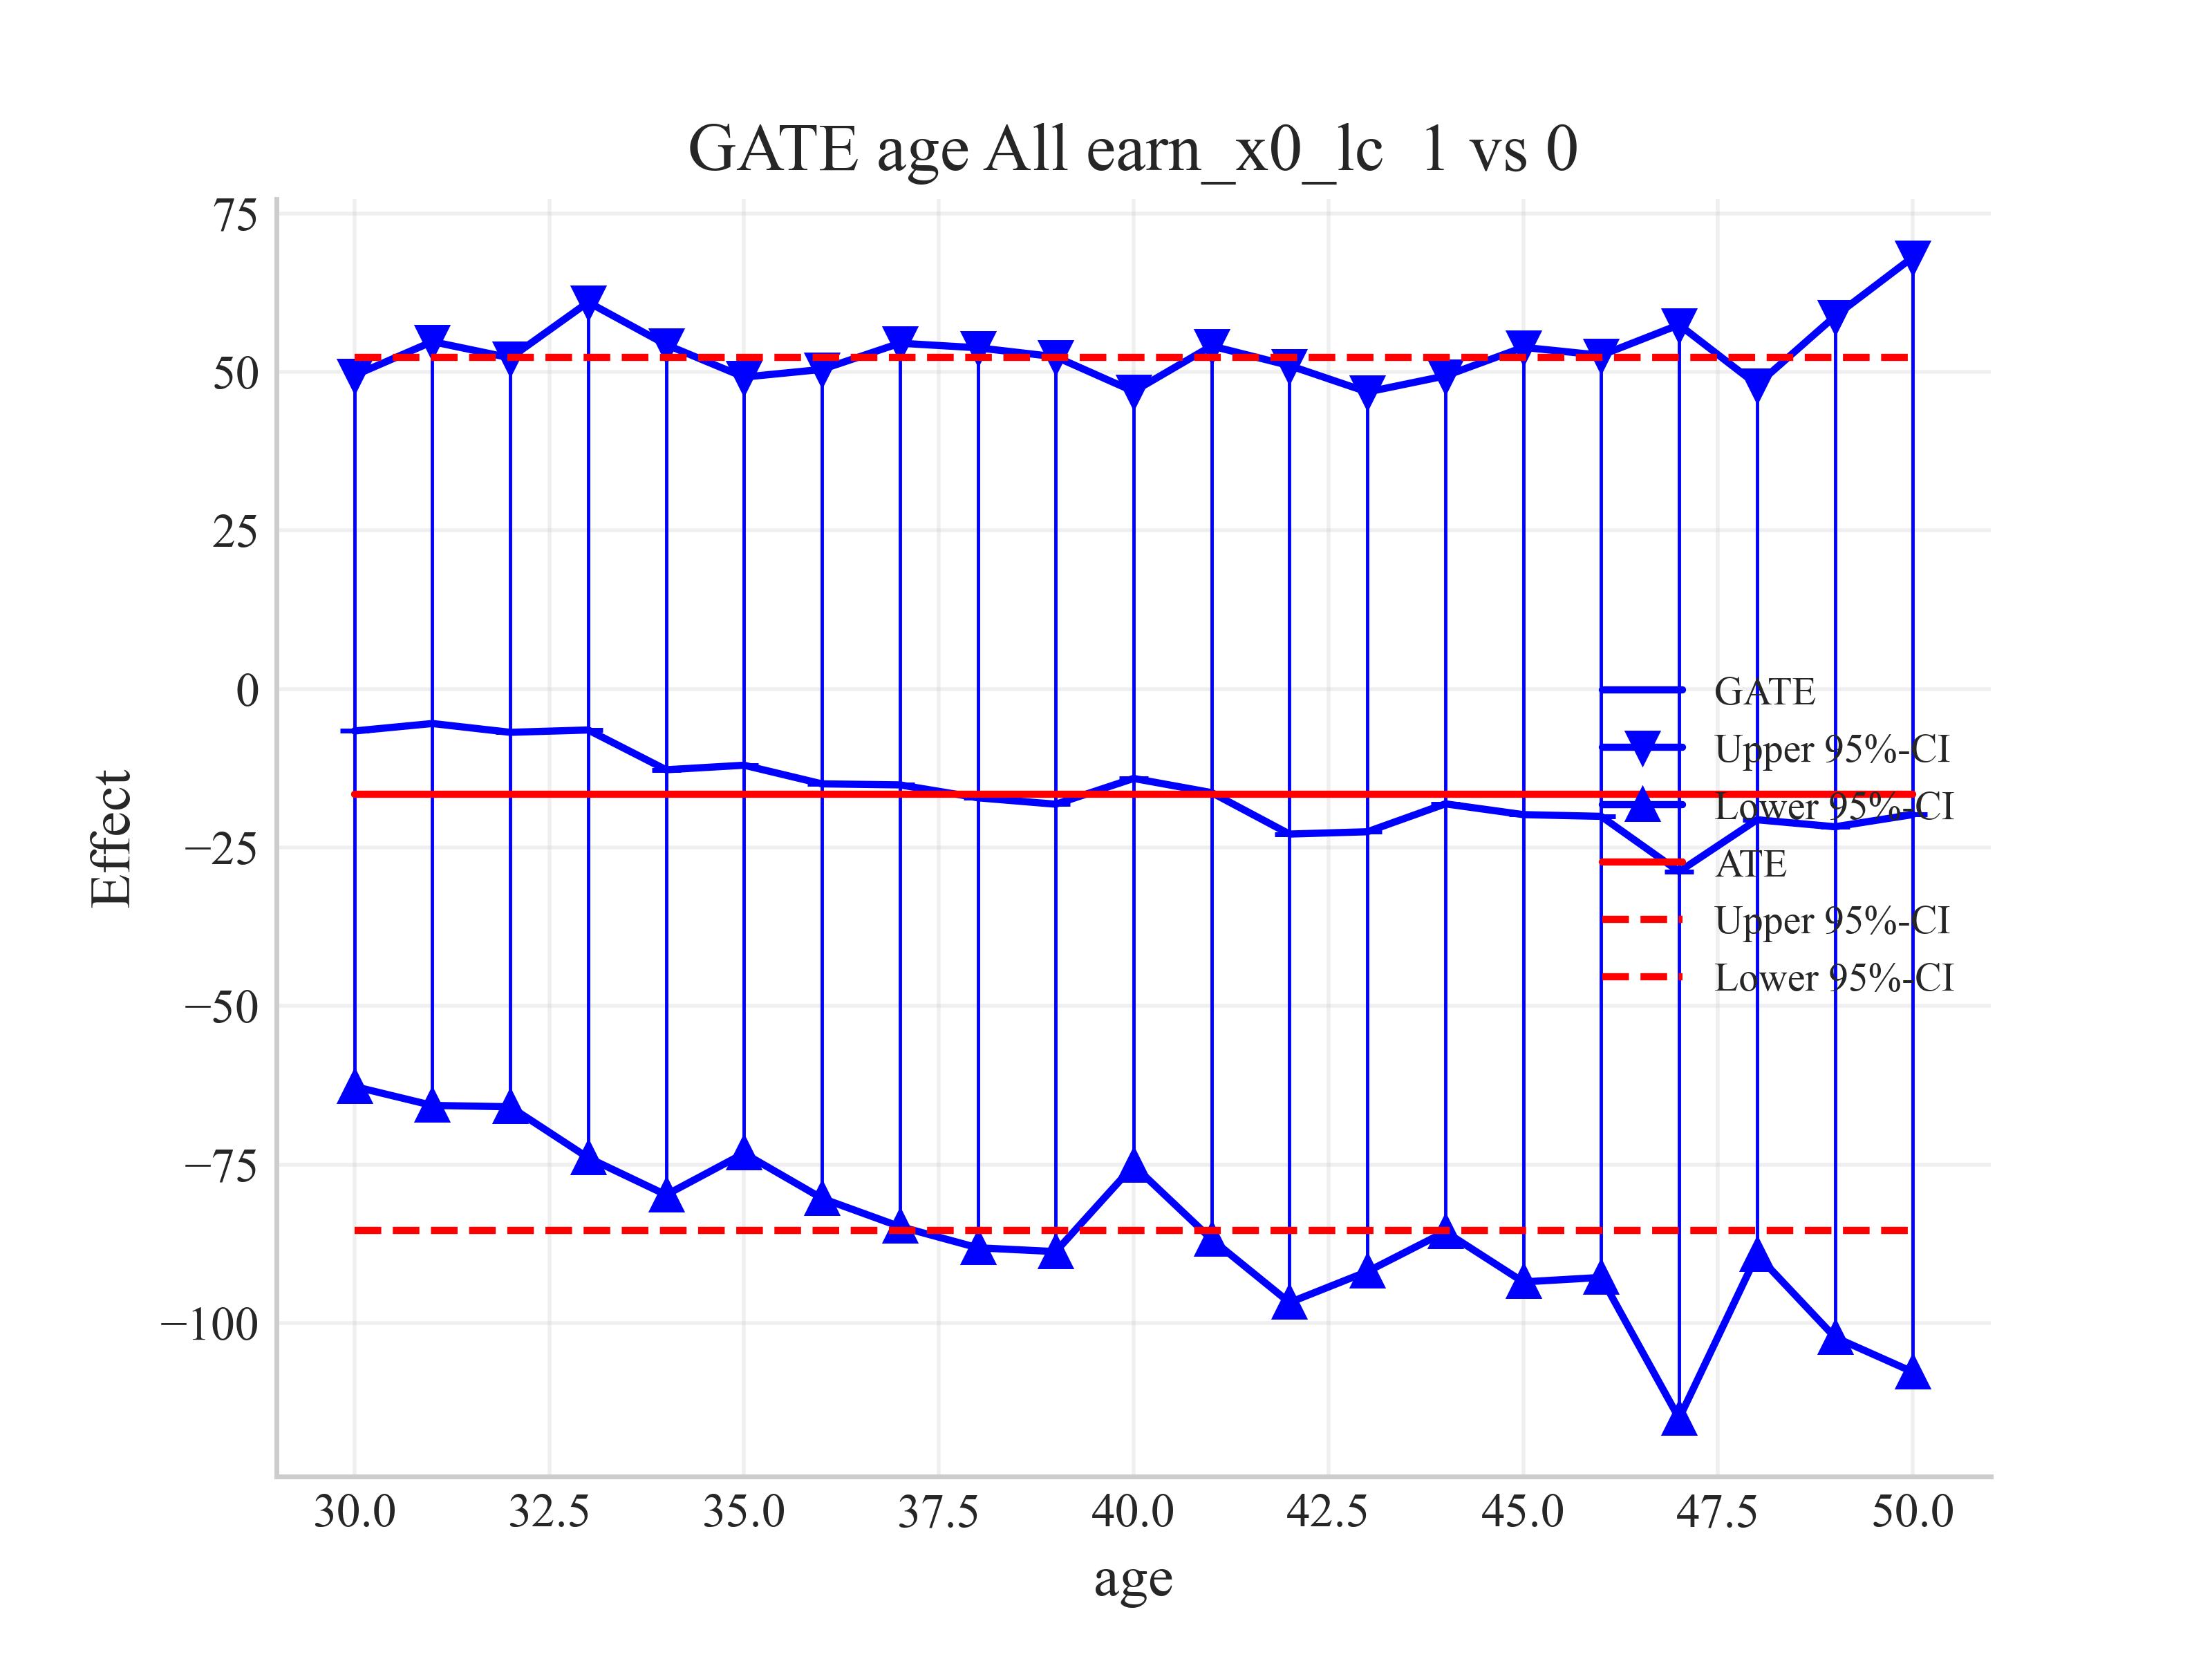 GATE age All earn_x0_lc 1 vs 0
75
50
25
0
−25
−50
−75
−100
Effect
GATE
Upper 95%-CI
Lower 95%-CI
ATE
Upper 95%-CI
Lower 95%-CI
30.0 32.5 35.0 37.5 40.0 42.5 45.0 47.5 50.0
age